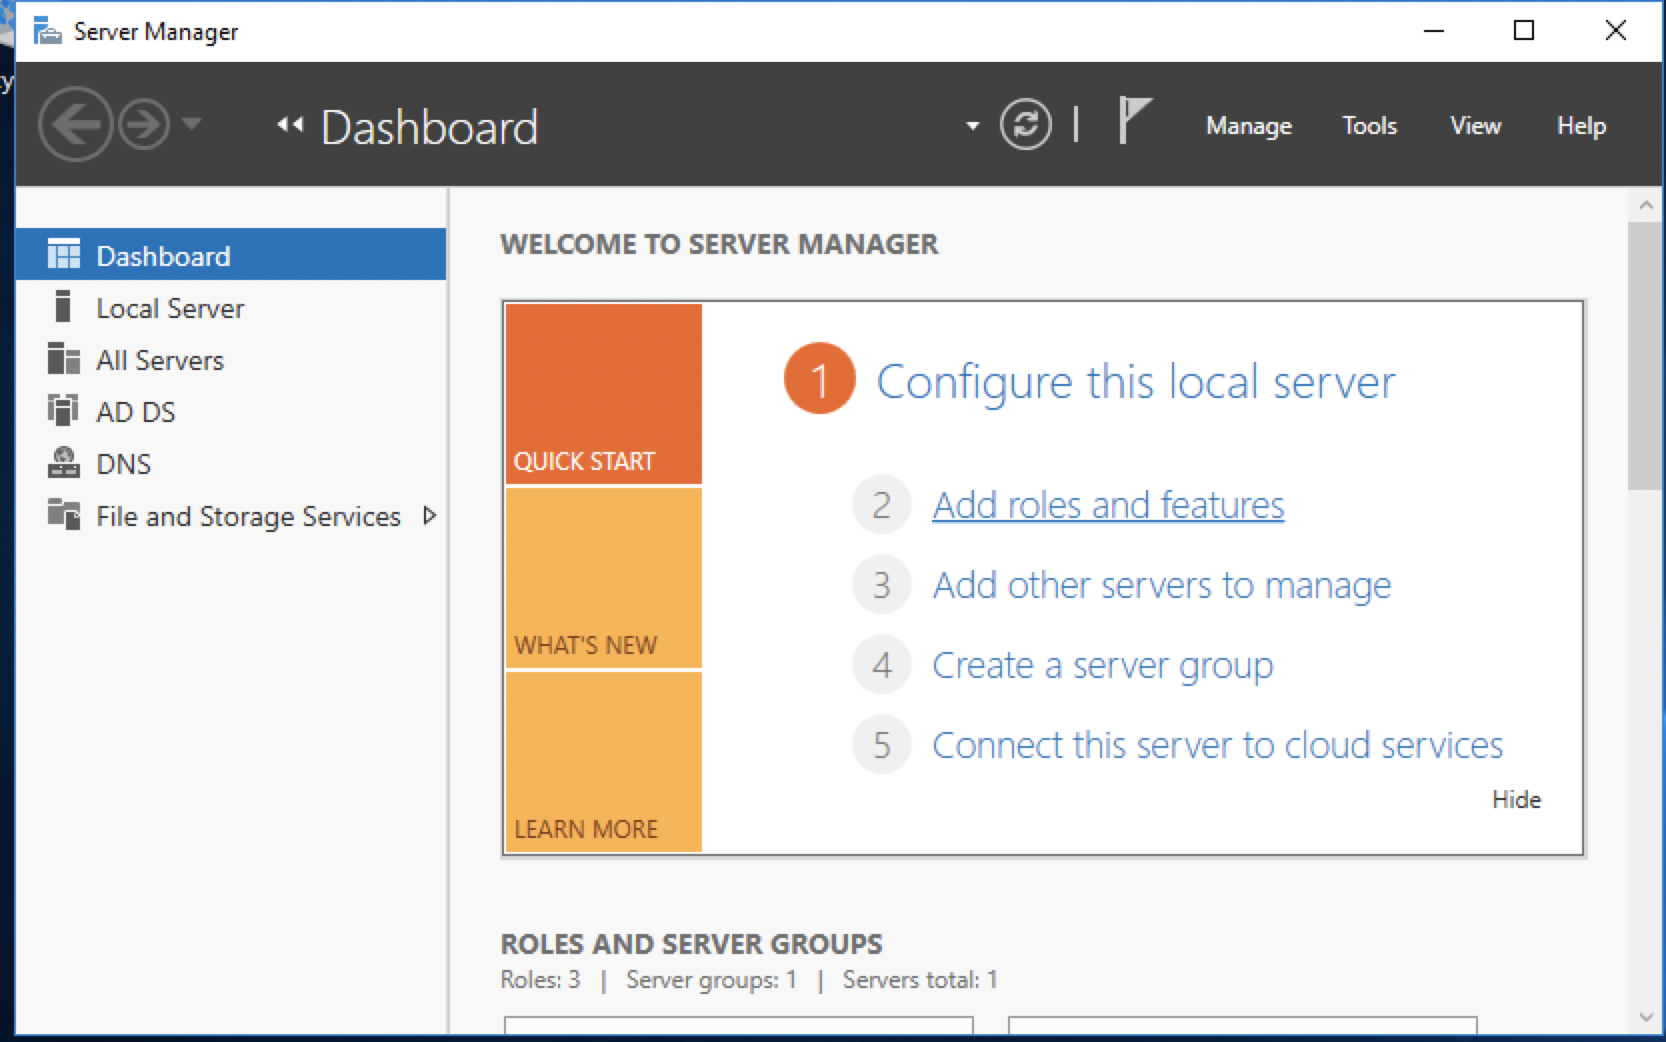 Server Manager
ty
Dashboard
Manage
Tools
View
Help
Dashboard
Local Server
All Servers
AD DS
DNS
File and Storage Services
WELCOME TO SERVER MANAGER
QUICK START
WHAT'S NEW
LEARN MORE
1 Configure this local server
2 Add roles and features
3 Add other servers to manage
4 Create a server group
5 Connect this server to cloud services
Hide
ROLES AND SERVER GROUPS
Roles: 3 | Server groups: 1 | Servers total: 1